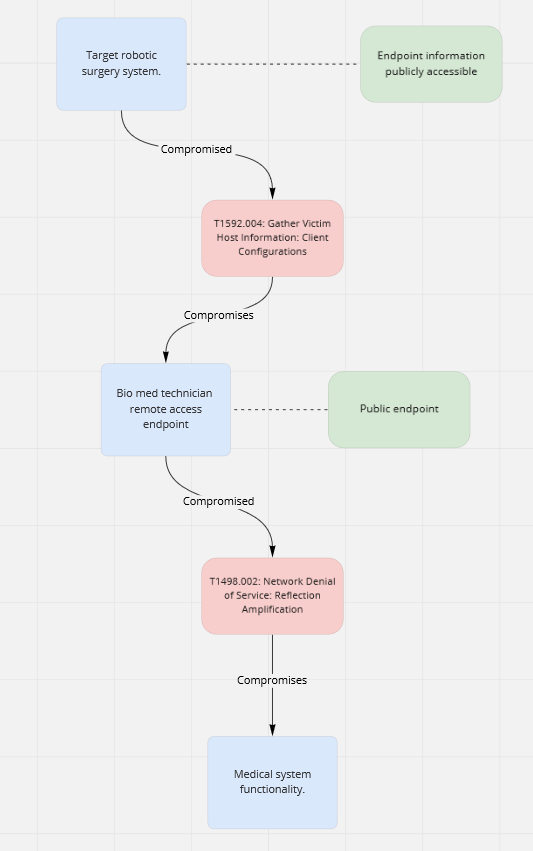 Target robotic
surgery system.
Endpoint information
publicly accessible
Compromised
T1592.004: Gather Victim
Host Information: Client
Configurations
Compromises
Bio med technician
remote access
endpoint
Public endpoint
Compromised
T1498.002: Network Denial
of Service: Reflection
Amplification
Compromises
Medical system
functionality.